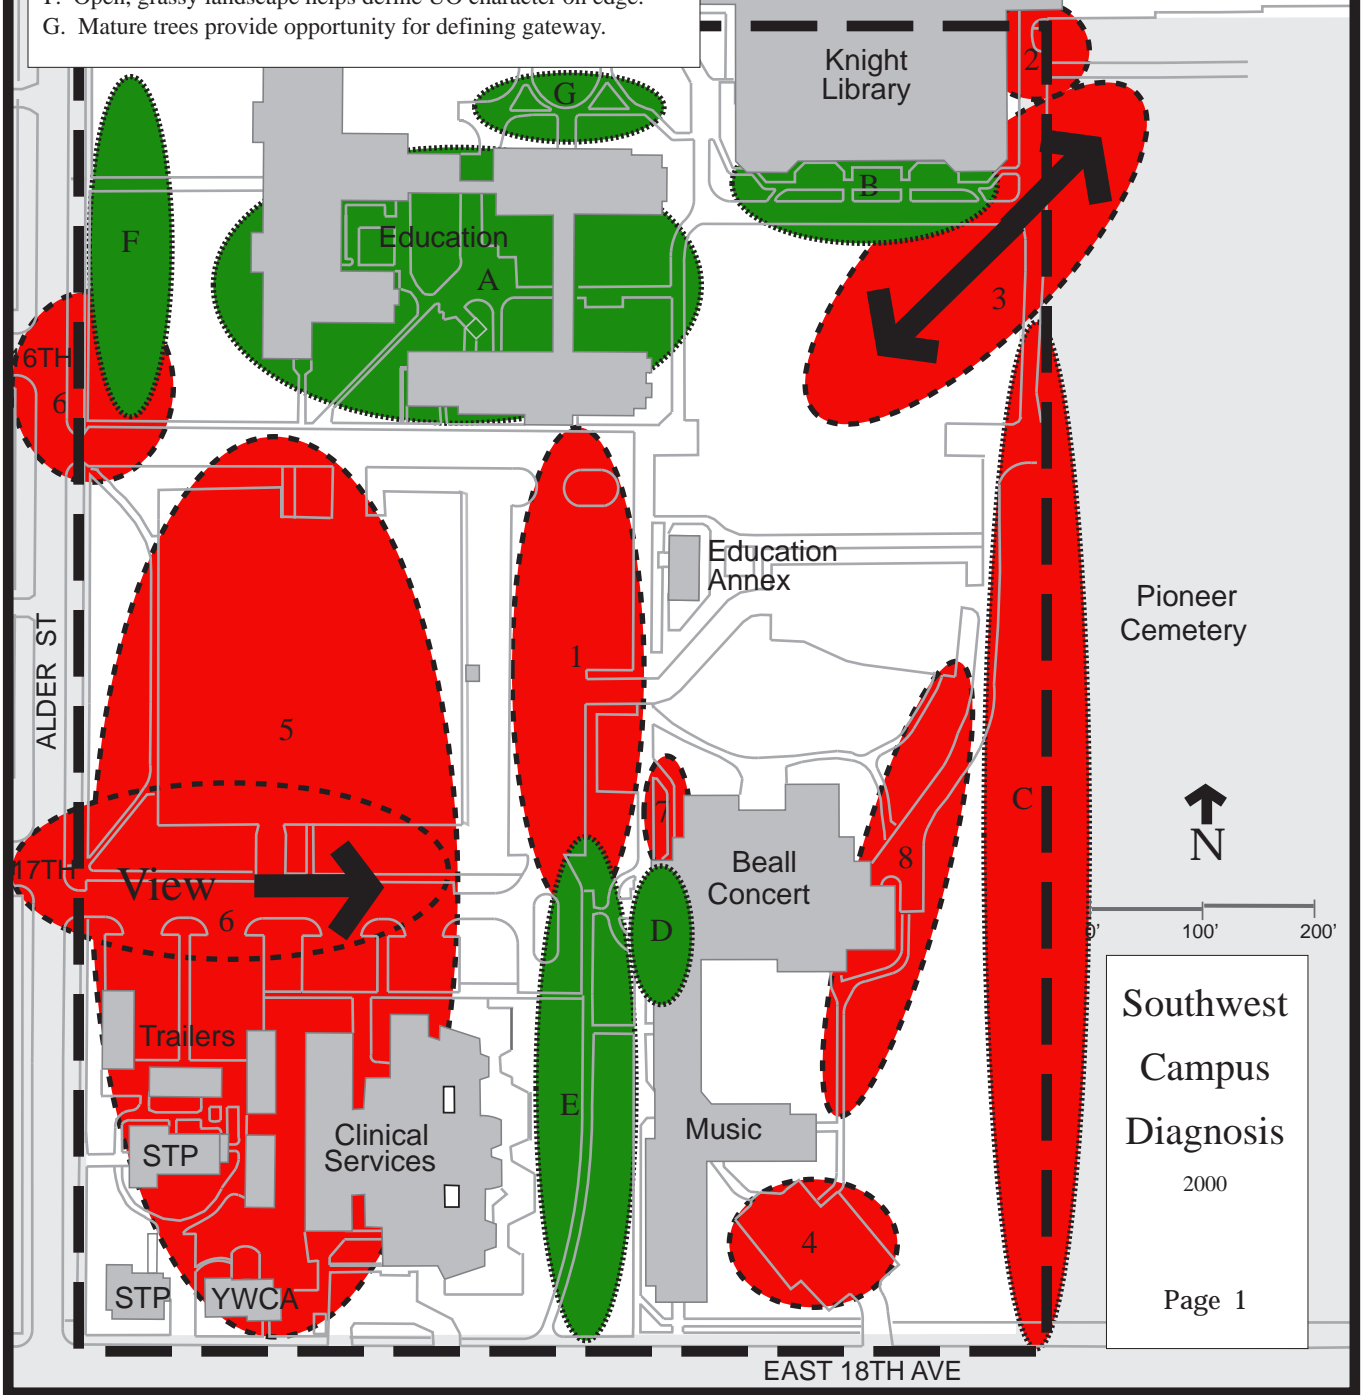 F.  Open, grassy landscape helps define UO character on edge.
G.  Mature trees provide opportunity for defining gateway.
Knight
Library
2
G
B
F
Education
A
3
16TH
6
Education
Annex
Pioneer
Cemetery
1
ALDER ST
5
C
7
N
17TH
View
6
Beall
Concert
8
D
0'
100'
200'
Trailers
Southwest
Campus
Diagnosis
2000
Page 1
E
Clinical
Services
Music
STP
4
STP
YWCA
EAST 18TH AVE